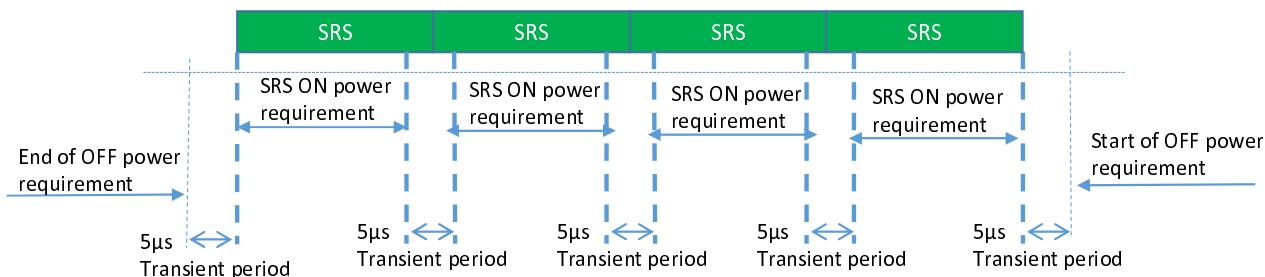 SRS SRS SRS SRS
SRS ON power
requirement
SRS ON power
requirement
SRS ON power
requirement
SRS ON power
requirement
End of OFF power
requirement
Start of OFF power
requirement
5µs
Transient period
5µs
Transient period
5µs
Transient period
5µs
Transient period
5µs
Transient period